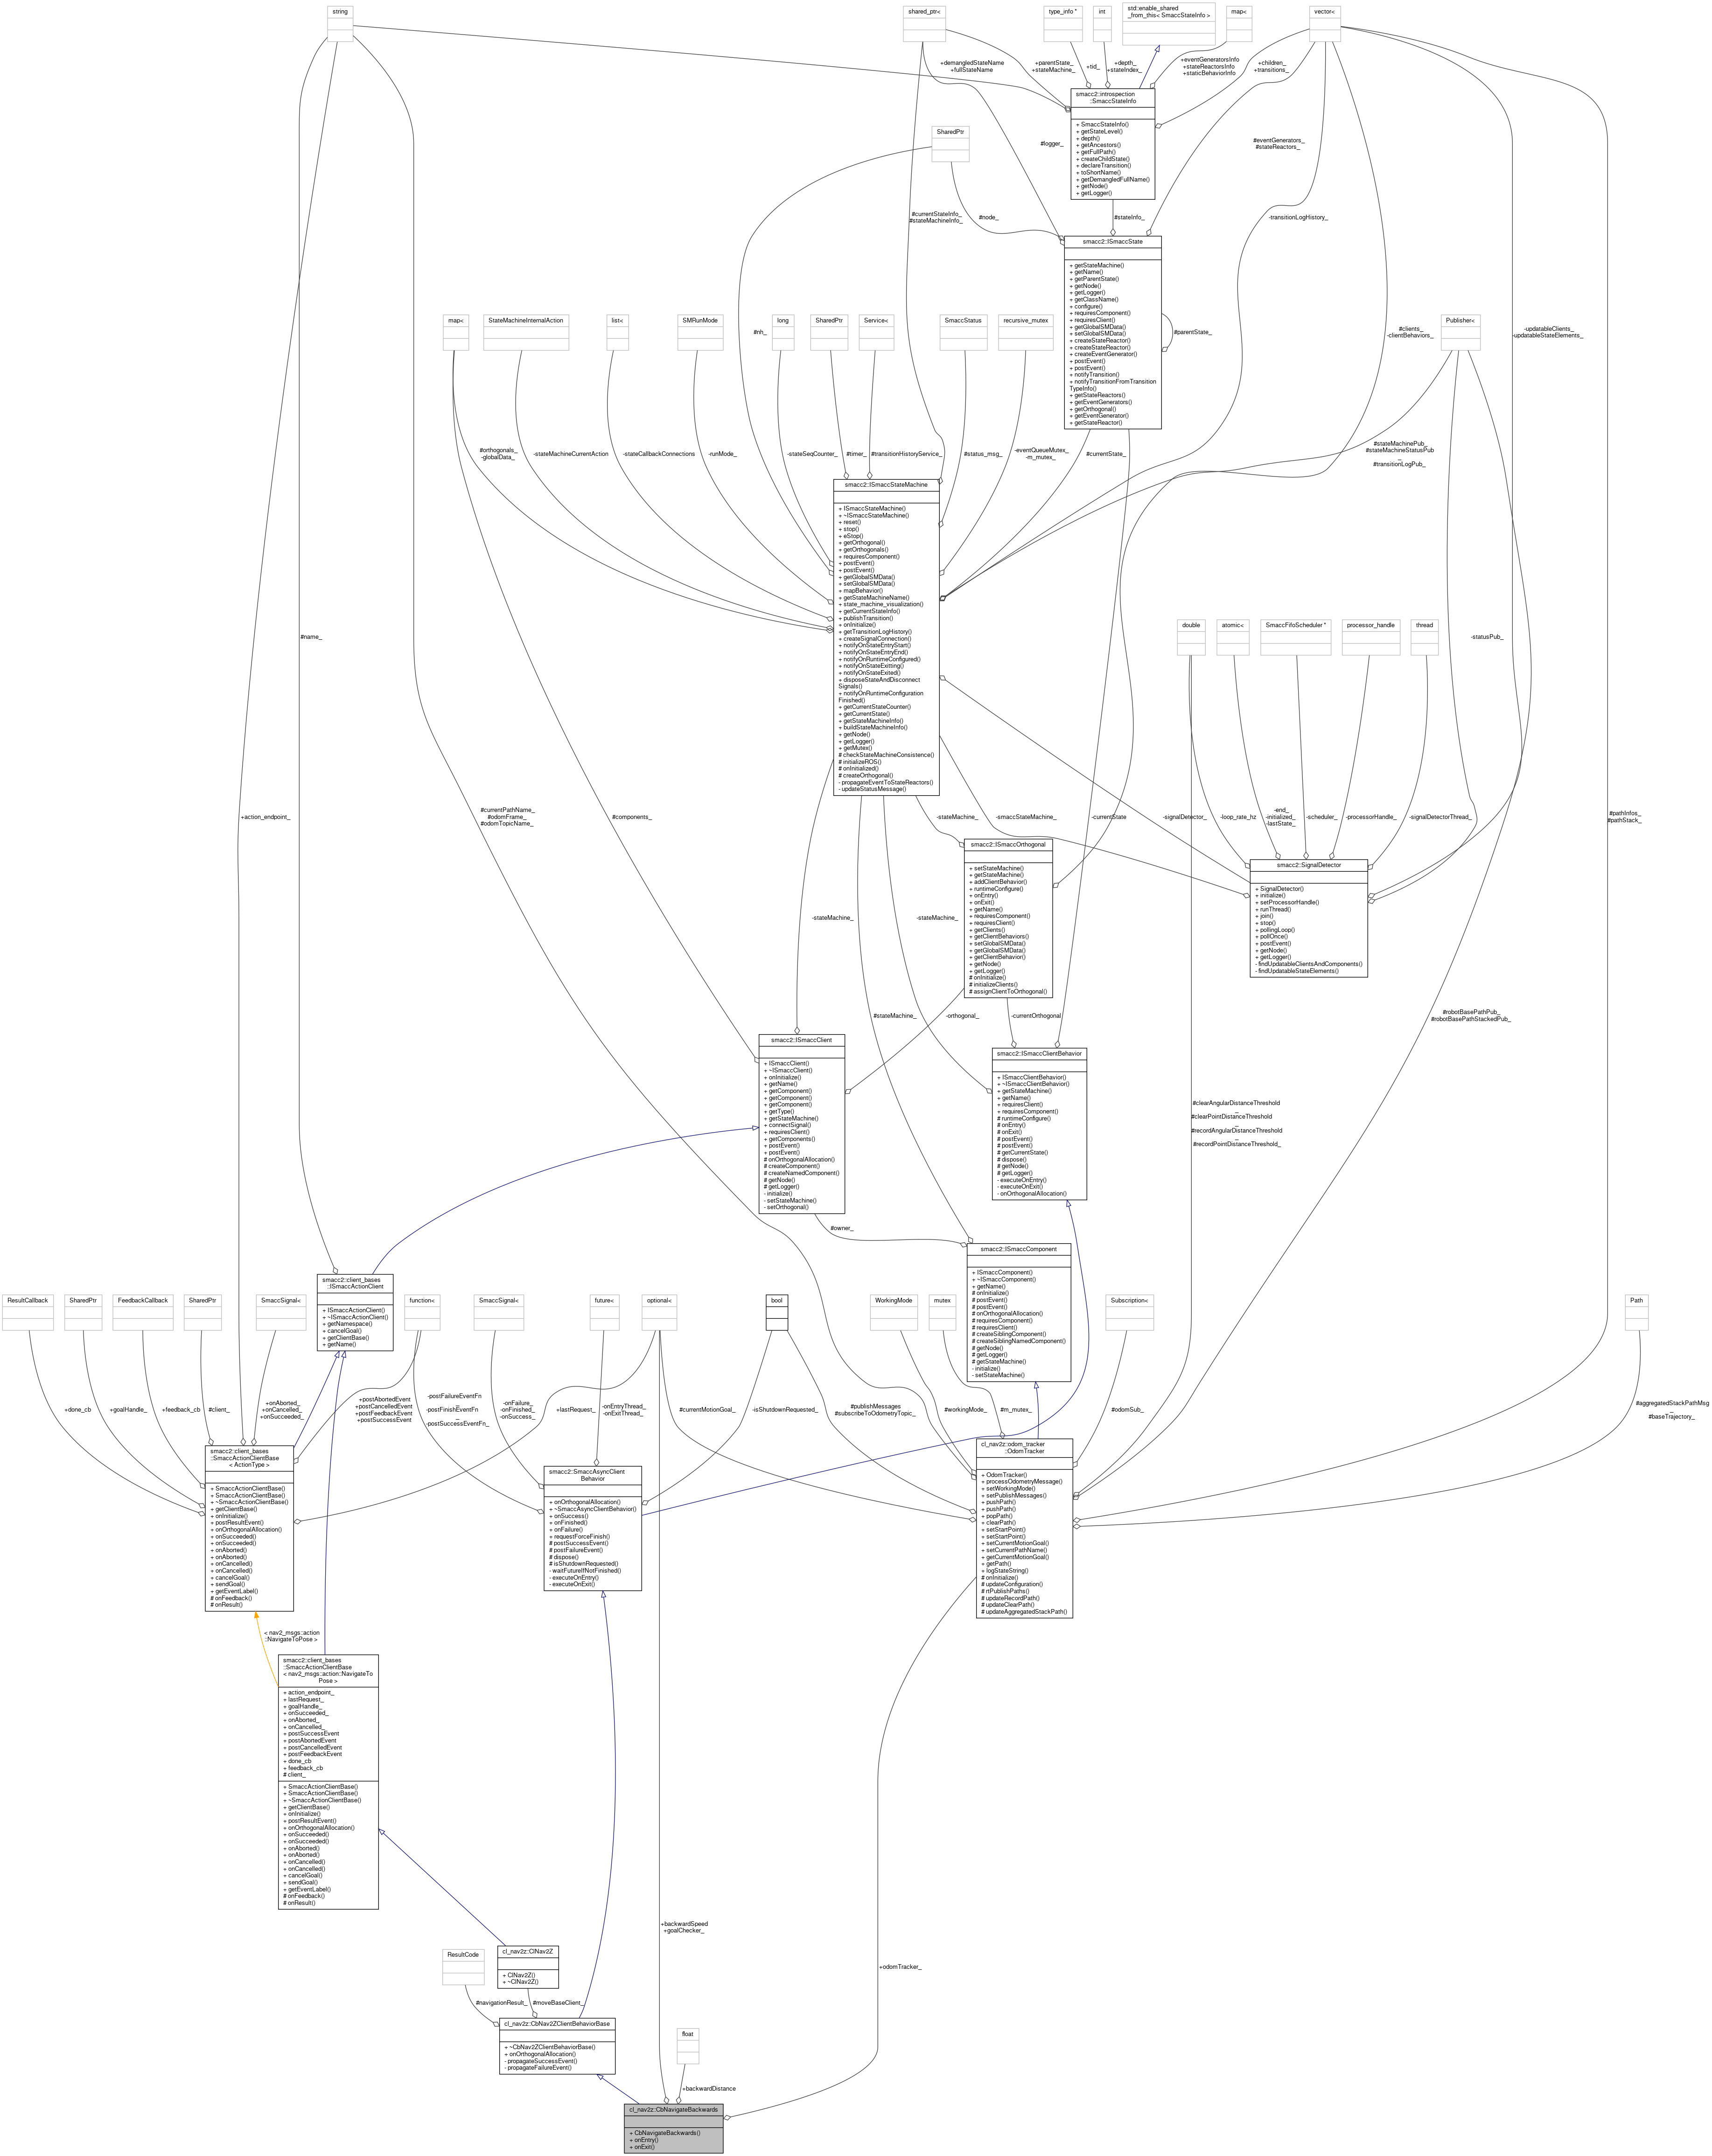 string
shared_ptr<
type_info *
int
std::enable_shared
_from_this< SmaccStateInfo >
map<
vector<
+demangledStateName
+fullStateName
+parentState_
+stateMachine_
+tid_
+depth_
+stateIndex_
+eventGeneratorsInfo
+stateReactorsInfo
+staticBehaviorInfo
+children_
+transitions_
smacc2::introspection
::SmaccStateInfo
+ SmaccStateInfo()
+ getStateLevel()
+ depth()
+ getAncestors()
+ getFullPath()
+ createChildState()
+ declareTransition()
+ toShortName()
+ getDemangledFullName()
+ getNode()
+ getLogger()
SharedPtr
#logger_
#eventGenerators_
#stateReactors_
#currentStateInfo_
#stateMachineInfo_
#node_
#stateInfo_
-transitionLogHistory_
smacc2::ISmaccState
+ getStateMachine()
+ getName()
+ getParentState()
+ getNode()
+ getLogger()
+ getClassName()
+ configure()
+ requiresComponent()
+ requiresClient()
+ getGlobalSMData()
+ setGlobalSMData()
+ createStateReactor()
+ createStateReactor()
+ createEventGenerator()
+ postEvent()
+ postEvent()
+ notifyTransition()
+ notifyTransitionFromTransition
TypeInfo()
+ getStateReactors()
+ getEventGenerators()
+ getOrthogonal()
+ getEventGenerator()
+ getStateReactor()
#parentState_
map<
StateMachineInternalAction
list<
SMRunMode
long
SharedPtr
Service<
SmaccStatus
recursive_mutex
Publisher<
#nh_
#clients_
-clientBehaviors_
-updatableClients_
-updatableStateElements_
#orthogonals_
-globalData_
-stateMachineCurrentAction
-stateCallbackConnections
-runMode_
-stateSeqCounter_
#timer_
#transitionHistoryService_
#status_msg_
-eventQueueMutex_
-m_mutex_
#currentState_
#stateMachinePub_
#stateMachineStatusPub
_
#transitionLogPub_
smacc2::ISmaccStateMachine
+ ISmaccStateMachine()
+ ~ISmaccStateMachine()
+ reset()
+ stop()
+ eStop()
+ getOrthogonal()
+ getOrthogonals()
+ requiresComponent()
+ postEvent()
+ postEvent()
+ getGlobalSMData()
+ setGlobalSMData()
+ mapBehavior()
+ getStateMachineName()
+ state_machine_visualization()
+ getCurrentStateInfo()
+ publishTransition()
+ onInitialize()
+ getTransitionLogHistory()
+ createSignalConnection()
+ notifyOnStateEntryStart()
+ notifyOnStateEntryEnd()
+ notifyOnRuntimeConfigured()
+ notifyOnStateExitting()
+ notifyOnStateExited()
+ disposeStateAndDisconnect
Signals()
+ notifyOnRuntimeConfiguration
Finished()
+ getCurrentStateCounter()
+ getCurrentState()
+ getStateMachineInfo()
+ buildStateMachineInfo()
+ getNode()
+ getLogger()
+ getMutex()
# checkStateMachineConsistence()
# initializeROS()
# onInitialized()
# createOrthogonal()
- propagateEventToStateReactors()
- updateStatusMessage()
#name_
-statusPub_
double
atomic<
SmaccFifoScheduler *
processor_handle
thread
+action_endpoint_
#currentPathName_
#odomFrame_
#odomTopicName_
#components_
-stateMachine_
-smaccStateMachine_
-currentState
-signalDetector_
-loop_rate_hz
-end_
-initialized_
-lastState_
-scheduler_
-processorHandle_
-signalDetectorThread_
#pathInfos_
#pathStack_
smacc2::ISmaccOrthogonal
+ setStateMachine()
+ getStateMachine()
+ addClientBehavior()
+ runtimeConfigure()
+ onEntry()
+ onExit()
+ getName()
+ requiresComponent()
+ requiresClient()
+ getClients()
+ getClientBehaviors()
+ setGlobalSMData()
+ getGlobalSMData()
+ getClientBehavior()
+ getNode()
+ getLogger()
# onInitialize()
# initializeClients()
# assignClientToOrthogonal()
smacc2::SignalDetector
+ SignalDetector()
+ initialize()
+ setProcessorHandle()
+ runThread()
+ join()
+ stop()
+ pollingLoop()
+ pollOnce()
+ postEvent()
+ getNode()
+ getLogger()
- findUpdatableClientsAndComponents()
- findUpdatableStateElements()
-stateMachine_
-stateMachine_
#stateMachine_
-orthogonal_
-currentOrthogonal
#robotBasePathPub_
#robotBasePathStackedPub_
smacc2::ISmaccClient
+ ISmaccClient()
+ ~ISmaccClient()
+ onInitialize()
+ getName()
+ getComponent()
+ getComponent()
+ getComponent()
+ getType()
+ getStateMachine()
+ connectSignal()
+ requiresClient()
+ getComponents()
+ postEvent()
+ postEvent()
# onOrthogonalAllocation()
# createComponent()
# createNamedComponent()
# getNode()
# getLogger()
- initialize()
- setStateMachine()
- setOrthogonal()
smacc2::ISmaccClientBehavior
+ ISmaccClientBehavior()
+ ~ISmaccClientBehavior()
+ getStateMachine()
+ getName()
+ requiresClient()
+ requiresComponent()
# runtimeConfigure()
# onEntry()
# onExit()
# postEvent()
# postEvent()
# getCurrentState()
# dispose()
# getNode()
# getLogger()
- executeOnEntry()
- executeOnExit()
- onOrthogonalAllocation()
#clearAngularDistanceThreshold
_
#clearPointDistanceThreshold
_
#recordAngularDistanceThreshold
_
#recordPointDistanceThreshold_
#owner_
smacc2::ISmaccComponent
+ ISmaccComponent()
+ ~ISmaccComponent()
+ getName()
# onInitialize()
# postEvent()
# postEvent()
# onOrthogonalAllocation()
# requiresComponent()
# requiresClient()
# createSiblingComponent()
# createSiblingNamedComponent()
# getNode()
# getLogger()
# getStateMachine()
- initialize()
- setStateMachine()
smacc2::client_bases
::ISmaccActionClient
+ ISmaccActionClient()
+ ~ISmaccActionClient()
+ getNamespace()
+ cancelGoal()
+ getClientBase()
+ getName()
ResultCallback
SharedPtr
FeedbackCallback
SharedPtr
SmaccSignal<
function<
SmaccSignal<
future<
optional<
bool
WorkingMode
mutex
Subscription<
Path
+done_cb
+goalHandle_
+feedback_cb
#client_
+onAborted_
+onCancelled_
+onSucceeded_
+postAbortedEvent
+postCancelledEvent
+postFeedbackEvent
+postSuccessEvent
-postFailureEventFn
_
-postFinishEventFn
_
-postSuccessEventFn_
-onFailure_
-onFinished_
-onSuccess_
+lastRequest_
-onEntryThread_
-onExitThread_
#currentMotionGoal_
-isShutdownRequested_
#publishMessages
#subscribeToOdometryTopic_
#workingMode_
#m_mutex_
#odomSub_
#aggregatedStackPathMsg
_
#baseTrajectory_
smacc2::client_bases
::SmaccActionClientBase
< ActionType >
+ SmaccActionClientBase()
+ SmaccActionClientBase()
+ ~SmaccActionClientBase()
+ getClientBase()
+ onInitialize()
+ postResultEvent()
+ onOrthogonalAllocation()
+ onSucceeded()
+ onSucceeded()
+ onAborted()
+ onAborted()
+ onCancelled()
+ onCancelled()
+ cancelGoal()
+ sendGoal()
+ getEventLabel()
# onFeedback()
# onResult()
smacc2::SmaccAsyncClient
Behavior
+ onOrthogonalAllocation()
+ ~SmaccAsyncClientBehavior()
+ onSuccess()
+ onFinished()
+ onFailure()
+ requestForceFinish()
# postSuccessEvent()
# postFailureEvent()
# dispose()
# isShutdownRequested()
- waitFutureIfNotFinished()
- executeOnEntry()
- executeOnExit()
cl_nav2z::odom_tracker
::OdomTracker
+ OdomTracker()
+ processOdometryMessage()
+ setWorkingMode()
+ setPublishMessages()
+ pushPath()
+ pushPath()
+ popPath()
+ clearPath()
+ setStartPoint()
+ setStartPoint()
+ setCurrentMotionGoal()
+ setCurrentPathName()
+ getCurrentMotionGoal()
+ getPath()
+ logStateString()
# onInitialize()
# updateConfiguration()
# rtPublishPaths()
# updateRecordPath()
# updateClearPath()
# updateAggregatedStackPath()
< nav2_msgs::action
::NavigateToPose >
smacc2::client_bases
::SmaccActionClientBase
< nav2_msgs::action::NavigateTo
Pose >
+ action_endpoint_
+ lastRequest_
+ goalHandle_
+ onSucceeded_
+ onAborted_
+ onCancelled_
+ postSuccessEvent
+ postAbortedEvent
+ postCancelledEvent
+ postFeedbackEvent
+ done_cb
+ feedback_cb
# client_
+ SmaccActionClientBase()
+ SmaccActionClientBase()
+ ~SmaccActionClientBase()
+ getClientBase()
+ onInitialize()
+ postResultEvent()
+ onOrthogonalAllocation()
+ onSucceeded()
+ onSucceeded()
+ onAborted()
+ onAborted()
+ onCancelled()
+ onCancelled()
+ cancelGoal()
+ sendGoal()
+ getEventLabel()
# onFeedback()
# onResult()
+backwardSpeed
+goalChecker_
+odomTracker_
ResultCode
cl_nav2z::ClNav2Z
+ ClNav2Z()
+ ~ClNav2Z()
#navigationResult_
#moveBaseClient_
cl_nav2z::CbNav2ZClientBehaviorBase
+ ~CbNav2ZClientBehaviorBase()
+ onOrthogonalAllocation()
- propagateSuccessEvent()
- propagateFailureEvent()
float
+backwardDistance
cl_nav2z::CbNavigateBackwards
+ CbNavigateBackwards()
+ onEntry()
+ onExit()